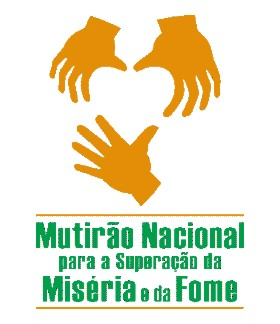 Mutirão Nacional
para a Superação da
Miséria e da Fome